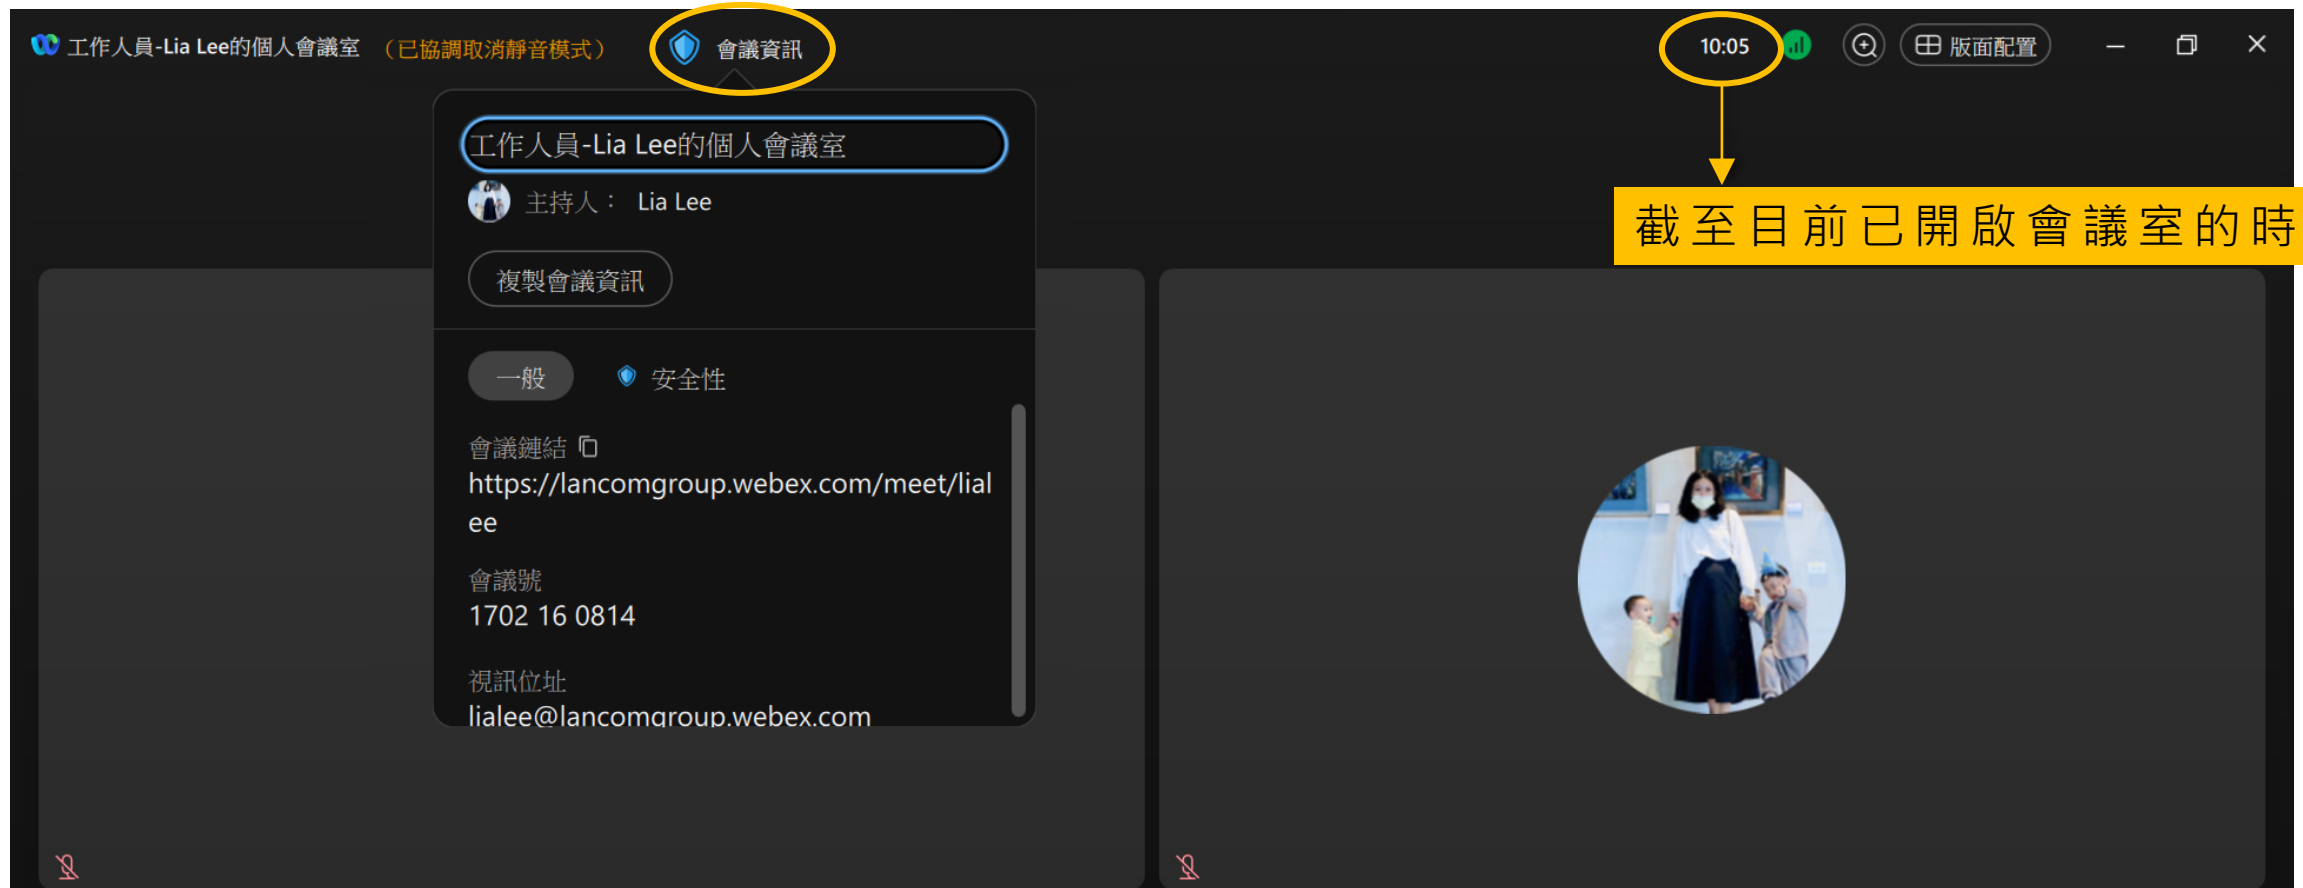 工作人員-Lia Lee的個人會議室 （已協調取消靜音模式） 會議資訊 10:05 版面配置
工作人員-Lia Lee的個人會議室
主持人： Lia Lee
截至目前已開啟會議室的時
複製會議資訊
一般 安全性
會議鏈結
https://lancomgroup.webex.com/meet/lial
ee
會議號
1702 16 0814
視訊位址
lialee@lancomgroup.webex.com